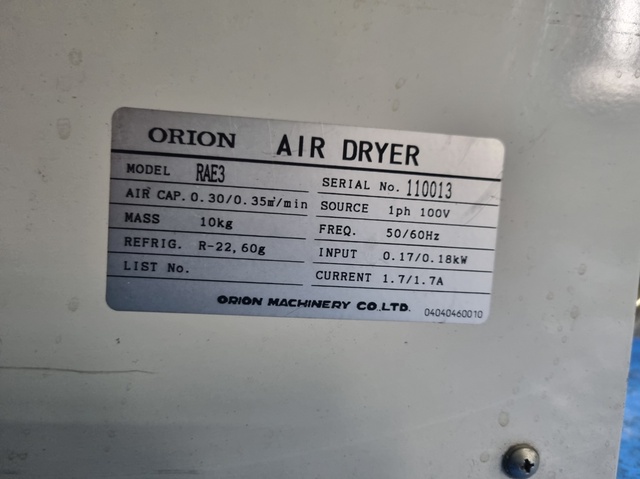 ORION AIR DRYER
MODEL RAE3
SERIAL No. 110013
AIR CAP. 0.30/0.35㎥/min
SOURCE 1ph 100V
MASS 10kg
FREQ. 50/60Hz
REFRIG. R-22, 60g
INPUT 0.17/0.18kW
LIST No.
CURRENT 1.7/1.7A
ORION MACHINERY CO.,LTD.
04040460010